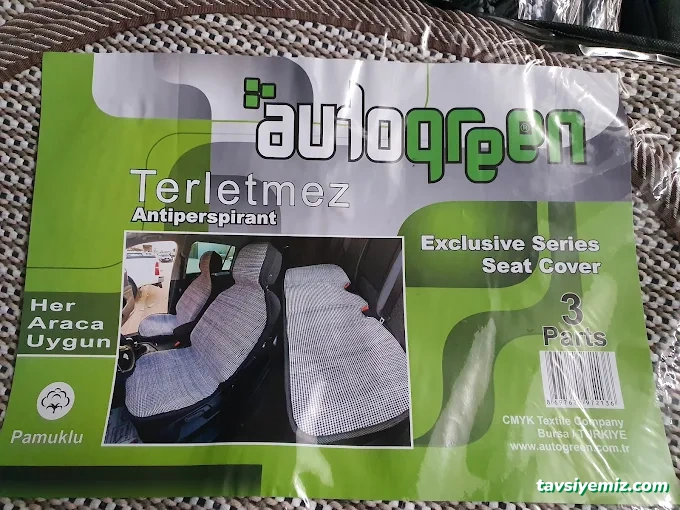 autogreen
Terletmez
Antiperspirant
Exclusive Series
Seat Cover
Her
Araca
Uygun
3
Parts
Pamuklu
CMYK Textile Company
Bursa / TÜRKİYE
www.autogreen.com.tr
tavsiyemiz.com